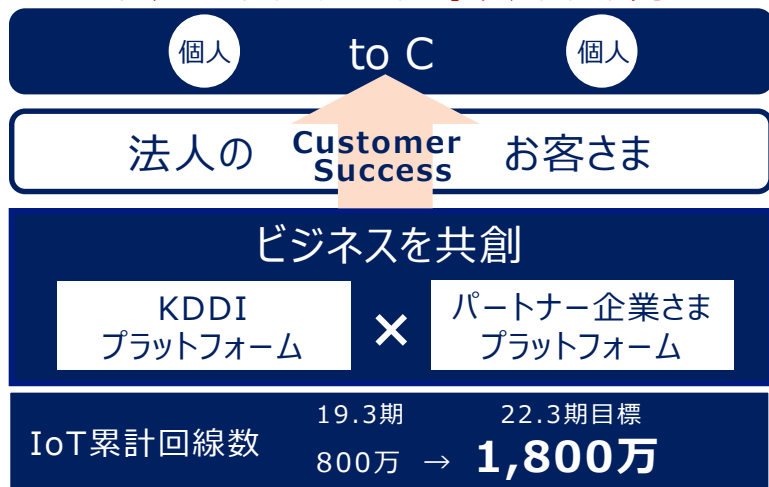 個人 to C 個人
法人の Customer Success お客さま
ビジネスを共創
KDDI プラットフォーム × パートナー企業さま プラットフォーム
19.3期 22.3期目標
IoT累計回線数 800万 → 1,800万